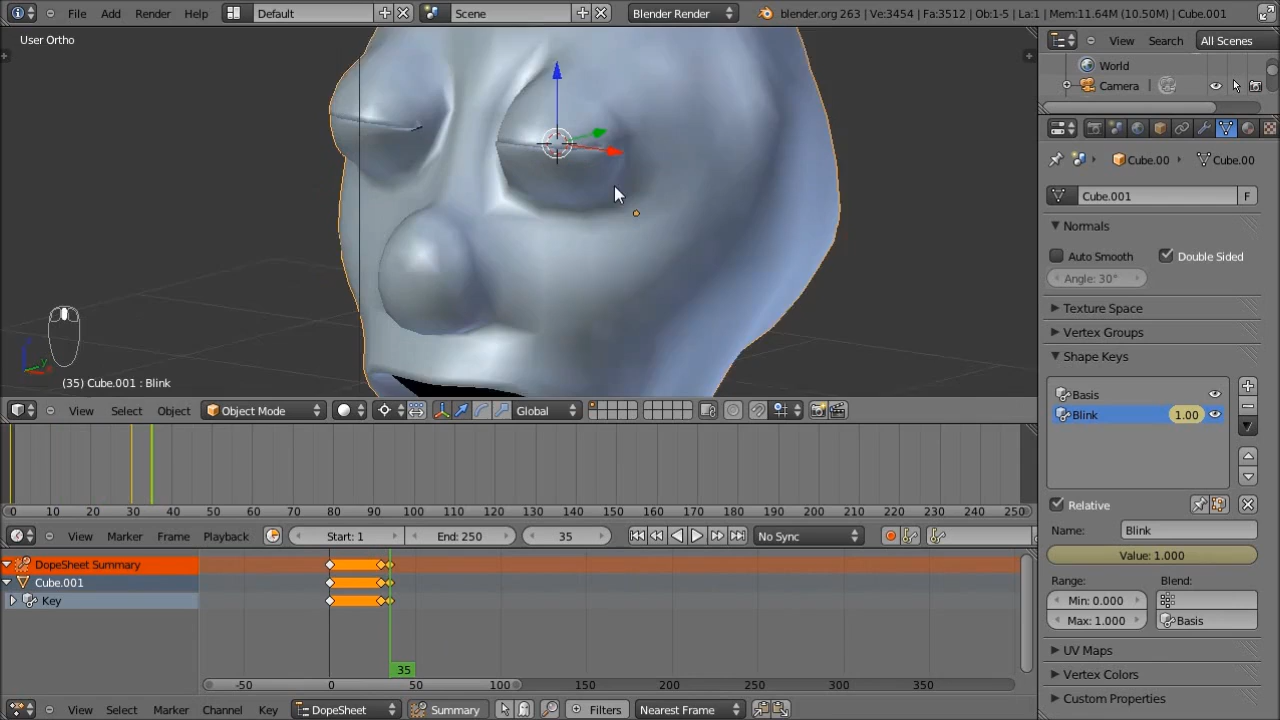 File Add Render Help Default Scene Blender Render blender.org 263 | Ve:3454 | Fa:3512 | Ob:1-5 | La:1 | Mem:11.64M (10.50M) | Cube.001
User Ortho
View Search All Scenes
World
Camera
Cube.00 Cube.00
Cube.001 F
Normals
Auto Smooth Double Sided
Angle: 30°
Texture Space
Vertex Groups
Shape Keys
Basis
Blink 1.00
Relative
Name: Blink
Value: 1.000
Range: Blend:
Min: 0.000
Max: 1.000 Basis
UV Maps
Vertex Colors
Custom Properties
z
y
(35) Cube.001 : Blink
View Select Object Object Mode Global
0 10 20 30 40 50 60 70 80 90 100 110 120 130 140 150 160 170 180 190 200 210 220 230 240 250
View Marker Frame Playback Start: 1 End: 250 35 No Sync
DopeSheet Summary
Cube.001
Key
35
-50 0 50 100 150 200 250 300 350
View Select Marker Channel Key DopeSheet Summary Filters Nearest Frame